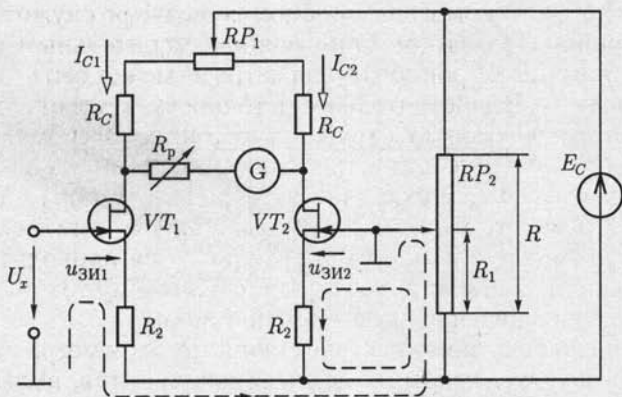 RP₁
I_C1
I_C2
R_C
R_C
R_р
G
RP₂
E_C
VT₁
VT₂
R
R₁
U_x
u_ЗИ1
u_ЗИ2
R₂
R₂